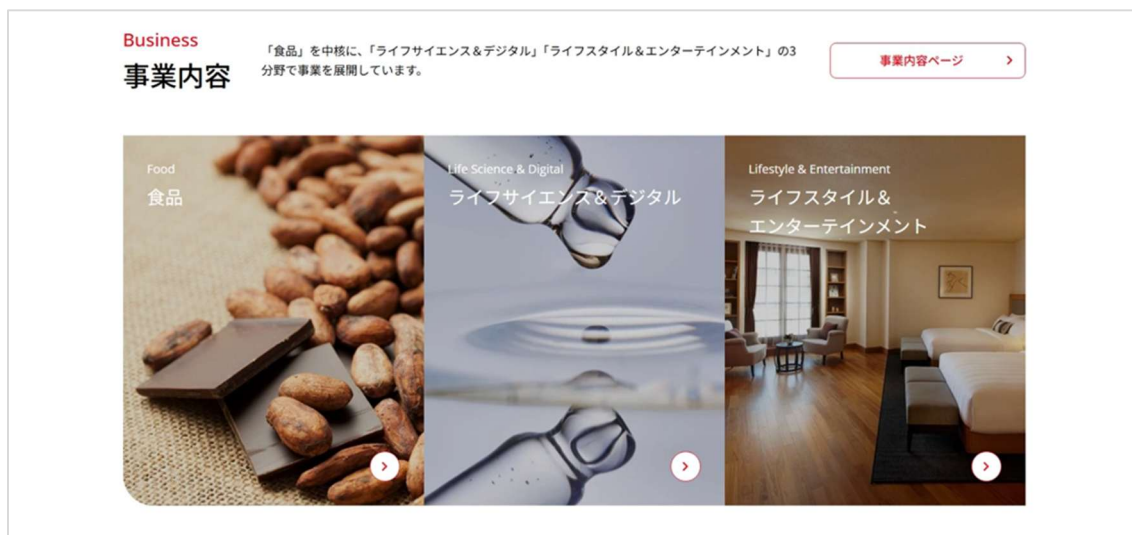 Business
事業内容
「食品」を中核に、「ライフサイエンス＆デジタル」「ライフスタイル＆エンターテインメント」の3
分野で事業を展開しています。
事業内容ページ
Food
食品
Life Science & Digital
ライフサイエンス＆デジタル
Lifestyle & Entertainment
ライフスタイル＆
エンターテインメント